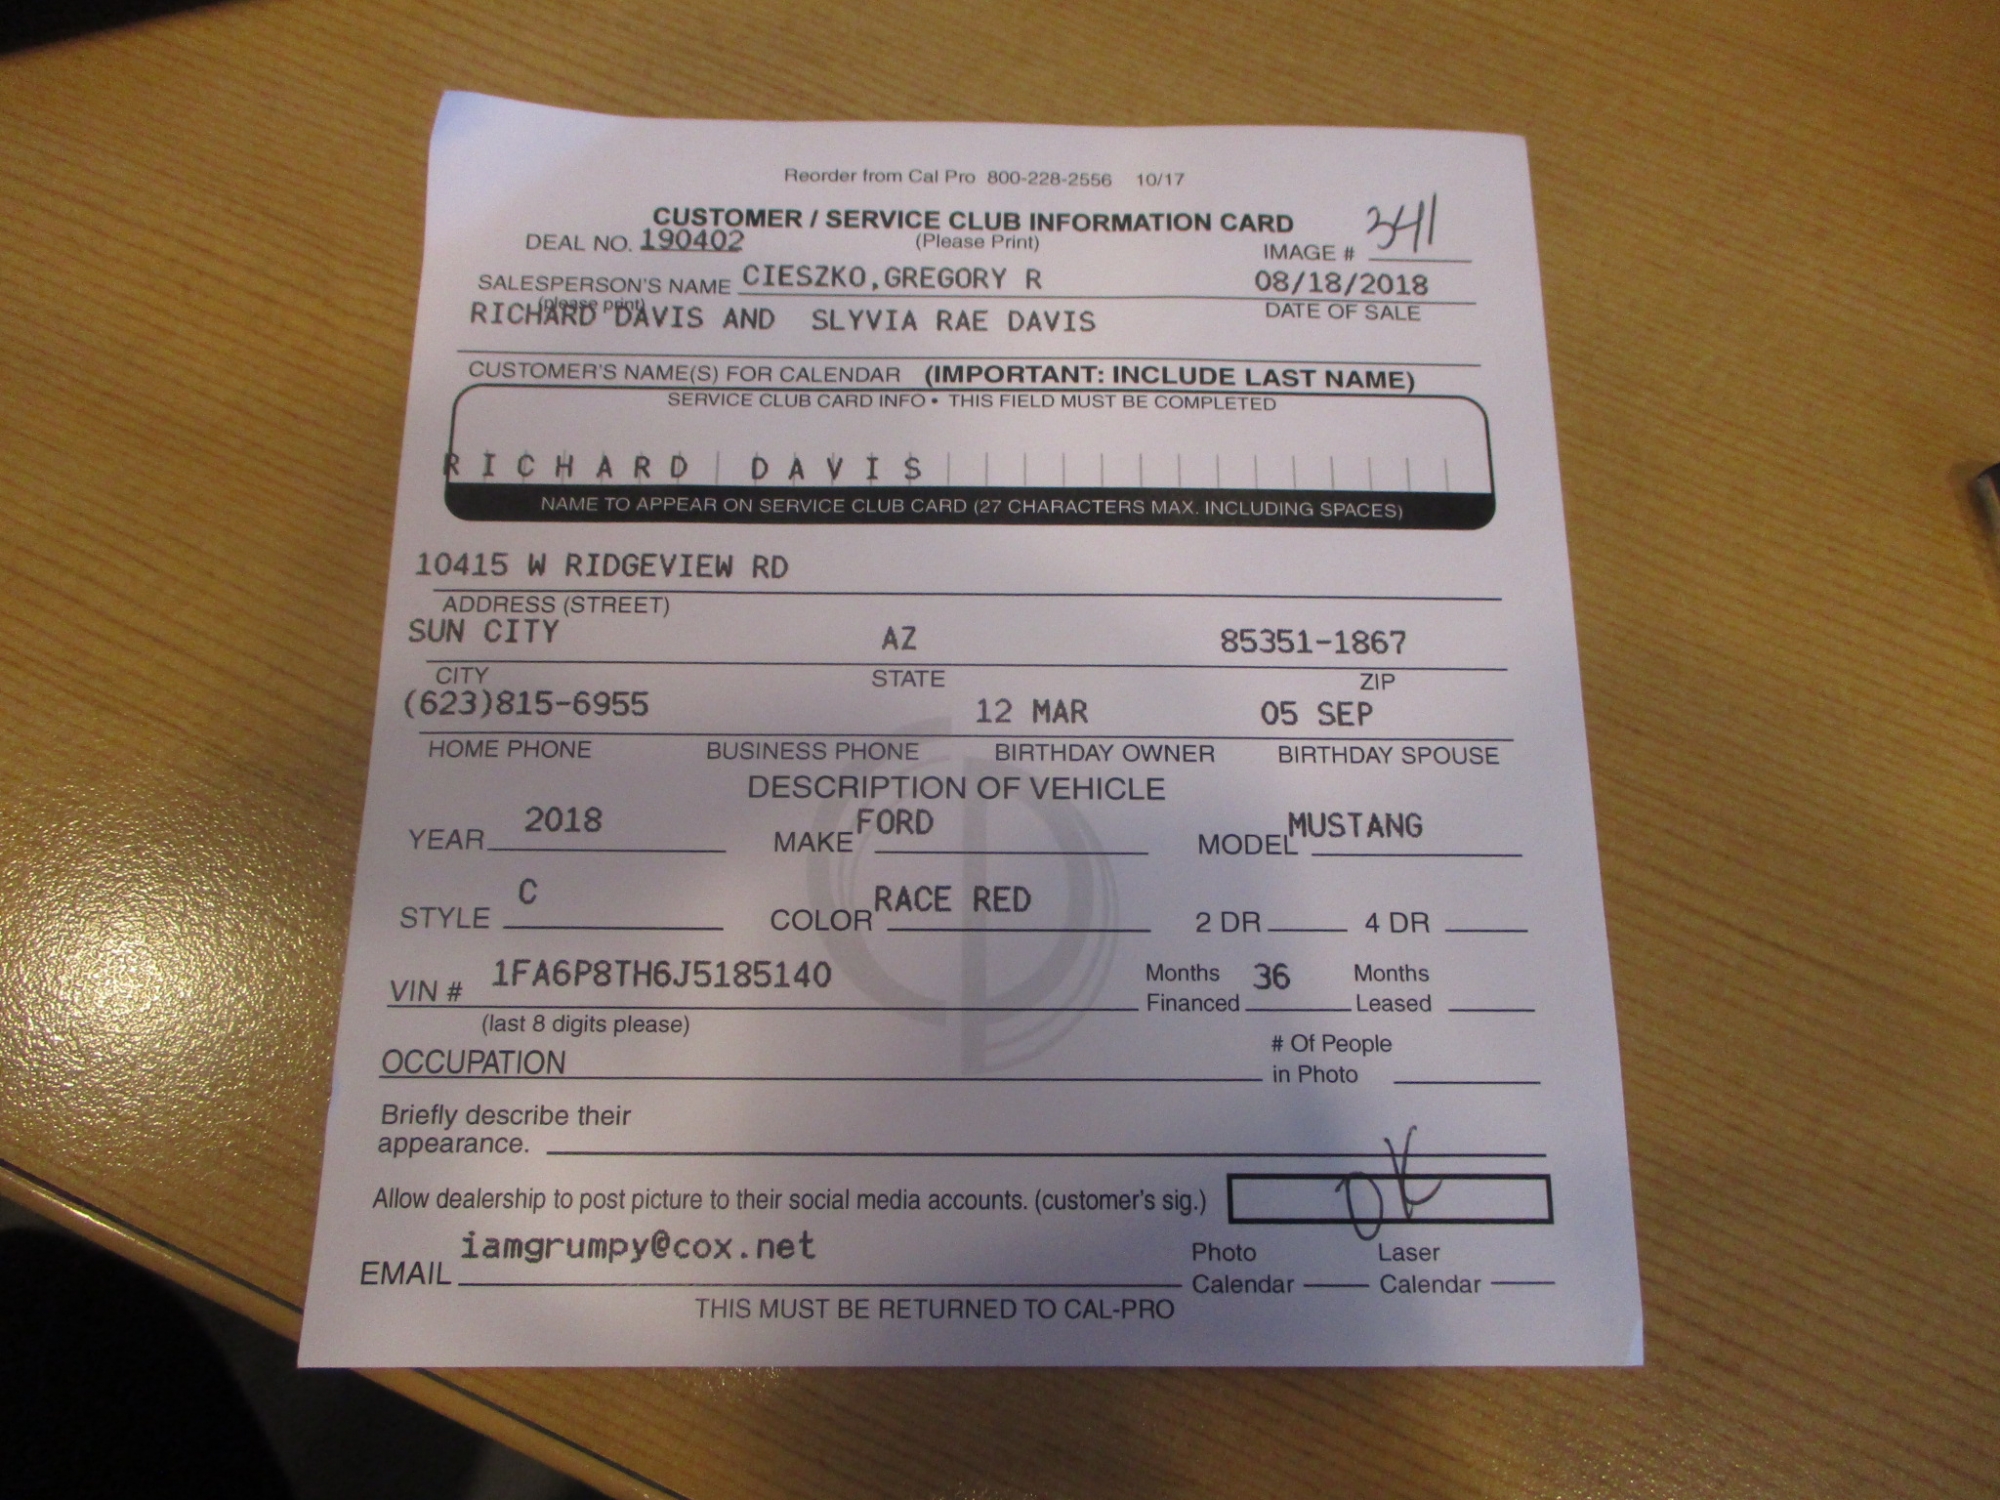 Reorder from Cal Pro 800-228-2556 10/17
CUSTOMER / SERVICE CLUB INFORMATION CARD
DEAL NO. 190402 (Please Print) IMAGE # 341
SALESPERSON'S NAME CIESZKO,GREGORY R 08/18/2018
(please print) DATE OF SALE
RICHARD DAVIS AND SLYVIA RAE DAVIS
CUSTOMER'S NAME(S) FOR CALENDAR (IMPORTANT: INCLUDE LAST NAME)
SERVICE CLUB CARD INFO • THIS FIELD MUST BE COMPLETED
RICHARD DAVIS
NAME TO APPEAR ON SERVICE CLUB CARD (27 CHARACTERS MAX. INCLUDING SPACES)
10415 W RIDGEVIEW RD
ADDRESS (STREET)
SUN CITY AZ 85351-1867
CITY STATE ZIP
(623)815-6955 12 MAR 05 SEP
HOME PHONE BUSINESS PHONE BIRTHDAY OWNER BIRTHDAY SPOUSE
DESCRIPTION OF VEHICLE
YEAR 2018 MAKE FORD MODEL MUSTANG
STYLE C COLOR RACE RED 2 DR 4 DR
VIN # 1FA6P8TH6J5185140 Months Financed 36 Months Leased
(last 8 digits please)
OCCUPATION # Of People in Photo
Briefly describe their
appearance.
Allow dealership to post picture to their social media accounts. (customer's sig.) OK
EMAIL iamgrumpy@cox.net Photo Calendar Laser Calendar
THIS MUST BE RETURNED TO CAL-PRO